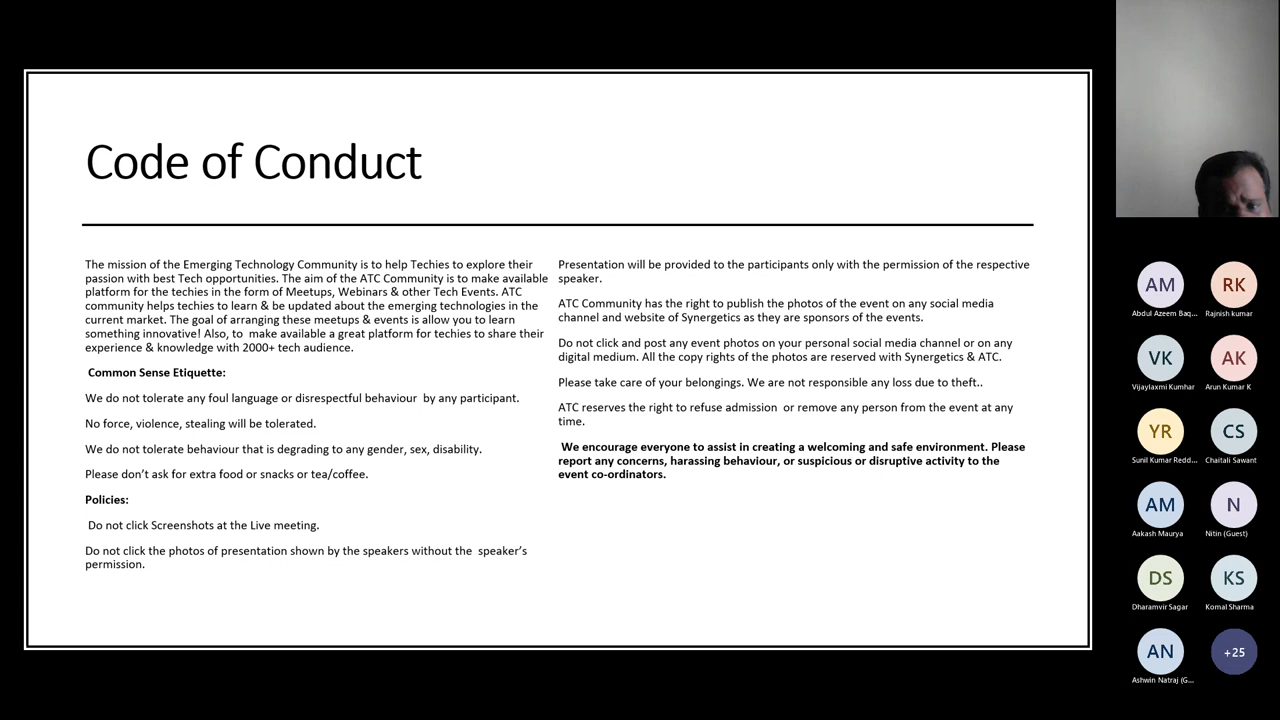 Code of Conduct
The mission of the Emerging Technology Community is to help Techies to explore their
passion with best Tech opportunities. The aim of the ATC Community is to make available
platform for the techies in the form of Meetups, Webinars & other Tech Events. ATC
community helps techies to learn & be updated about the emerging technologies in the
current market. The goal of arranging these meetups & events is allow you to learn
something innovative! Also, to  make available a great platform for techies to share their
experience & knowledge with 2000+ tech audience.
Common Sense Etiquette:
We do not tolerate any foul language or disrespectful behaviour  by any participant.
No force, violence, stealing will be tolerated.
We do not tolerate behaviour that is degrading to any gender, sex, disability.
Please don’t ask for extra food or snacks or tea/coffee.
Policies:
Do not click Screenshots at the Live meeting.
Do not click the photos of presentation shown by the speakers without the  speaker’s
permission.
Presentation will be provided to the participants only with the permission of the respective
speaker.
ATC Community has the right to publish the photos of the event on any social media
channel and website of Synergetics as they are sponsors of the events.
Do not click and post any event photos on your personal social media channel or on any
digital medium. All the copy rights of the photos are reserved with Synergetics & ATC.
Please take care of your belongings. We are not responsible any loss due to theft..
ATC reserves the right to refuse admission  or remove any person from the event at any
time.
We encourage everyone to assist in creating a welcoming and safe environment. Please
report any concerns, harassing behaviour, or suspicious or disruptive activity to the
event co-ordinators.
AM RK
Abdul Azeem Baq... Rajnish kumar
VK AK
Vijaylaxmi Kumhar Arun Kumar K
YR CS
Sunil Kumar Redd... Chaitali Sawant
AM N
Aakash Maurya Nitin (Guest)
DS KS
Dharamvir Sagar Komal Sharma
AN +25
Ashwin Natraj (G...